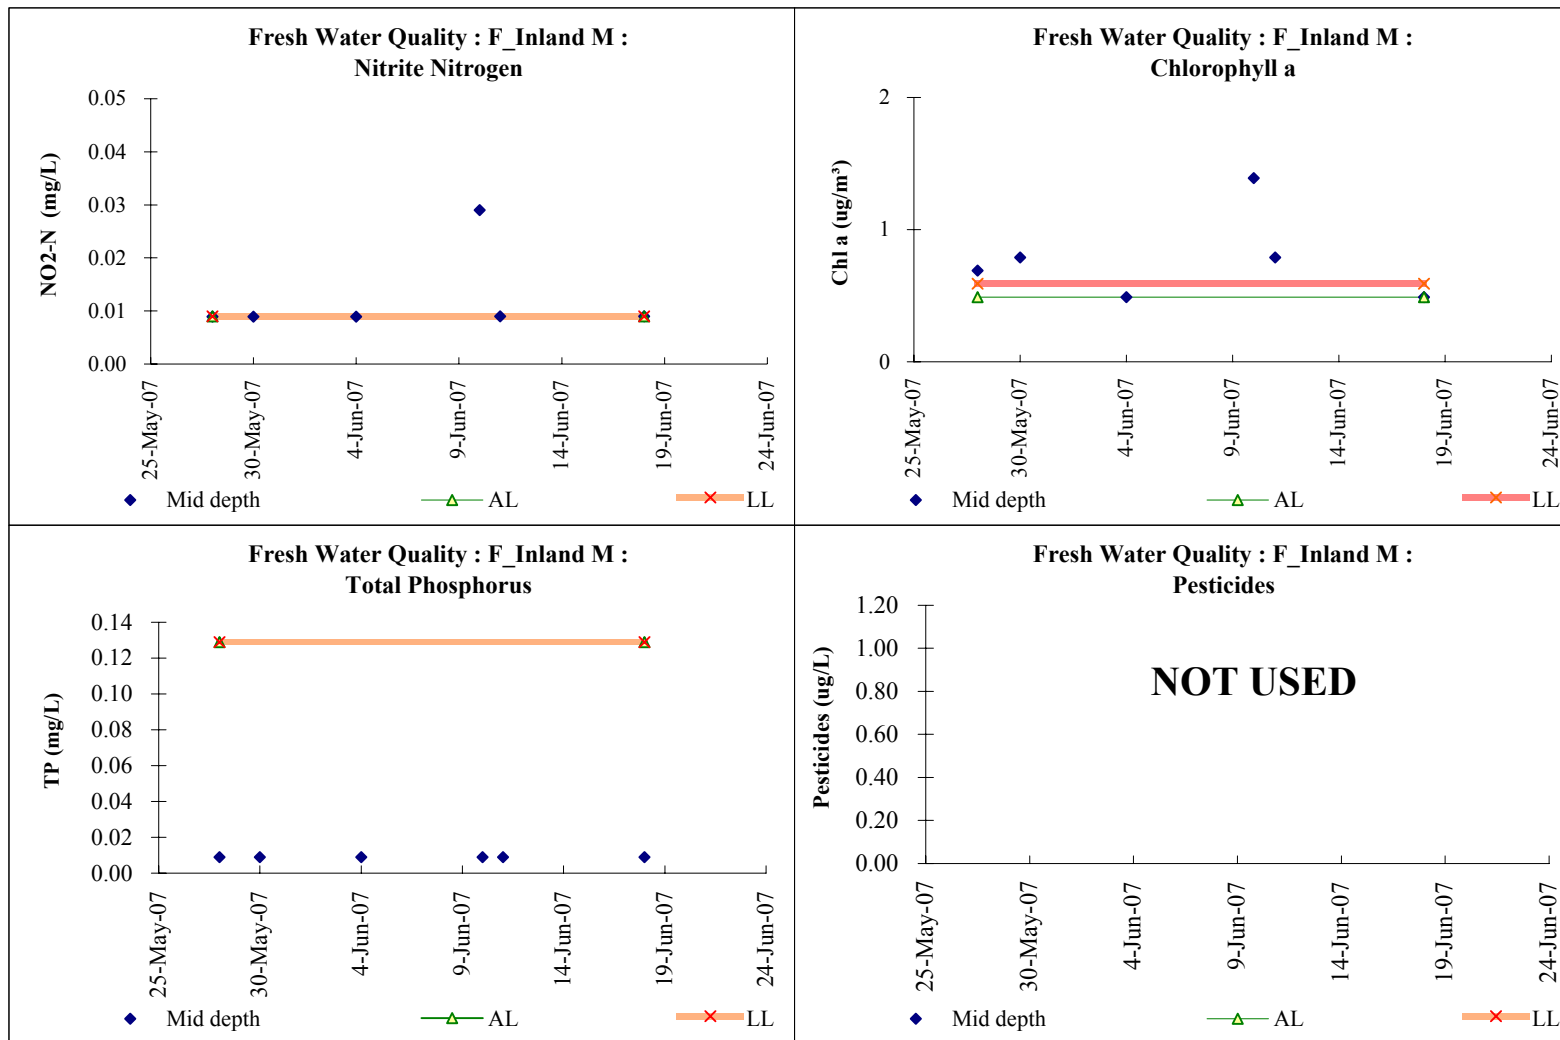 Fresh Water Quality : F_Inland M :
Nitrite Nitrogen
NO2-N (mg/L)
0.05
0.04
0.03
0.02
0.01
0.00
25-May-07
30-May-07
4-Jun-07
9-Jun-07
14-Jun-07
19-Jun-07
24-Jun-07
Mid depth
AL
LL
Fresh Water Quality : F_Inland M :
Chlorophyll a
Chl a (ug/m³)
2
1
0
25-May-07
30-May-07
4-Jun-07
9-Jun-07
14-Jun-07
19-Jun-07
24-Jun-07
Mid depth
AL
LL
Fresh Water Quality : F_Inland M :
Total Phosphorus
TP (mg/L)
0.14
0.12
0.10
0.08
0.06
0.04
0.02
0.00
25-May-07
30-May-07
4-Jun-07
9-Jun-07
14-Jun-07
19-Jun-07
24-Jun-07
Mid depth
AL
LL
Fresh Water Quality : F_Inland M :
Pesticides
Pesticides (ug/L)
1.20
1.00
0.80
0.60
0.40
0.20
0.00
NOT USED
25-May-07
30-May-07
4-Jun-07
9-Jun-07
14-Jun-07
19-Jun-07
24-Jun-07
Mid depth
AL
LL